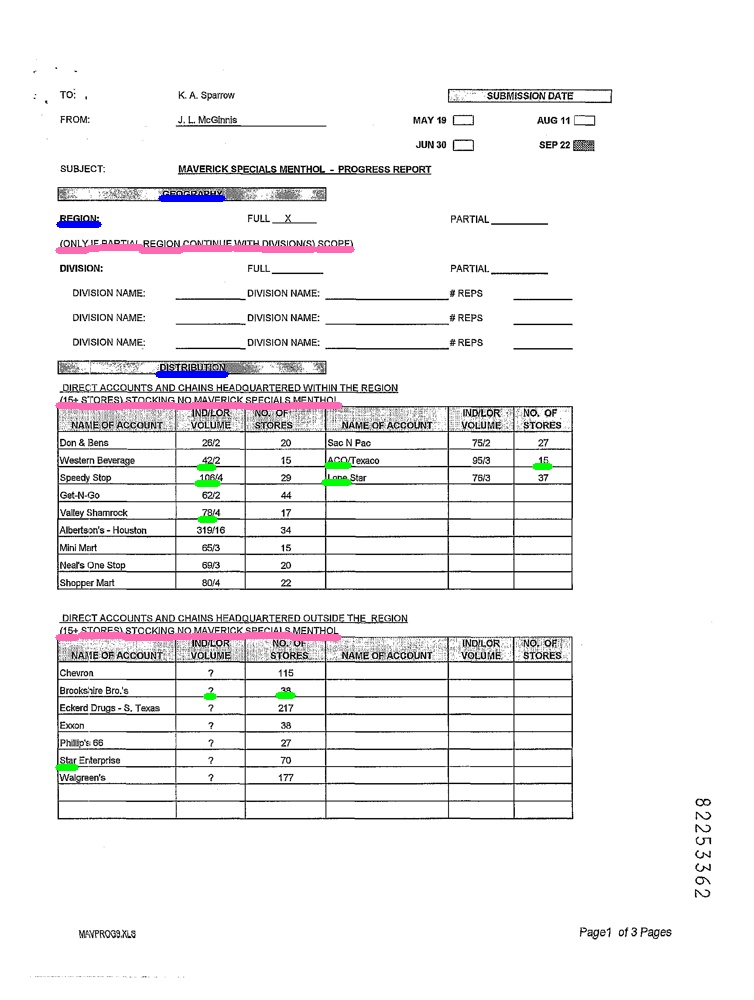 TO: K. A. Sparrow SUBMISSION DATE
FROM: J. L. McGinnis MAY 19 AUG 11
JUN 30 SEP 22
SUBJECT: MAVERICK SPECIALS MENTHOL - PROGRESS REPORT
GEOGRAPHY
REGION: FULL X PARTIAL
(ONLY IF PARTIAL REGION CONTINUE WITH DIVISION(S) SCOPE)
DIVISION: FULL PARTIAL
DIVISION NAME: DIVISION NAME: # REPS
DIVISION NAME: DIVISION NAME: # REPS
DIVISION NAME: DIVISION NAME: # REPS
DISTRIBUTION
DIRECT ACCOUNTS AND CHAINS HEADQUARTERED WITHIN THE REGION
(15+ STORES) STOCKING NO MAVERICK SPECIALS MENTHOL
IND/LOR NO. OF IND/LOR NO. OF
NAME OF ACCOUNT VOLUME STORES NAME OF ACCOUNT VOLUME STORES
Don & Bens 26/2 20 Sac N Pac 75/2 27
Western Beverage 42/2 15 ACO/Texaco 95/3 15
Speedy Stop 106/4 29 Lone Star 76/3 37
Get-N-Go 62/2 44
Valley Shamrock 78/4 17
Albertson's - Houston 319/16 34
Mini Mart 65/3 15
Neal's One Stop 69/3 20
Shopper Mart 80/4 22
DIRECT ACCOUNTS AND CHAINS HEADQUARTERED OUTSIDE THE REGION
(15+ STORES) STOCKING NO MAVERICK SPECIALS MENTHOL
IND/LOR NO. OF IND/LOR NO. OF
NAME OF ACCOUNT VOLUME STORES NAME OF ACCOUNT VOLUME STORES
Chevron ? 115
Brookshire Bro.'s ? 38
Eckerd Drugs - S. Texas ? 217
Exxon ? 38
Phillip's 66 ? 27
Star Enterprise ? 70
Walgreen's ? 177
82253362
MAVPROG9.XLS Page1 of 3 Pages